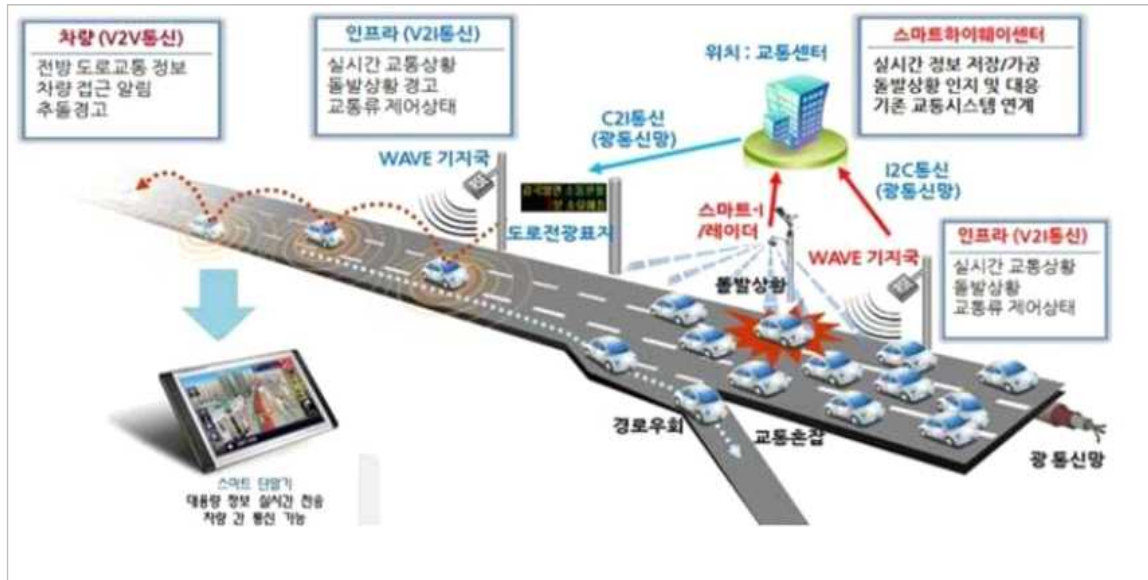 차량 (V2V통신)
전방 도로교통 정보
차량 접근 알림
추돌경고
인프라 (V2I통신)
실시간 교통상황
돌발상황 경고
교통류 제어상태
위치 : 교통센터
스마트하이웨이센터
실시간 정보 저장/가공
돌발상황 인지 및 대응
기존 교통시스템 연계
C2I통신
(광통신망)
I2C통신
(광통신망)
WAVE 기지국
도로전광표지
스마트-I
/레이더
돌발상황
WAVE 기지국
인프라 (V2I통신)
실시간 교통상황
돌발상황
교통류 제어상태
경로우회
교통혼잡
광 통신망
스마트 단말기
대용량 정보 실시간 전송
차량 간 통신 가능